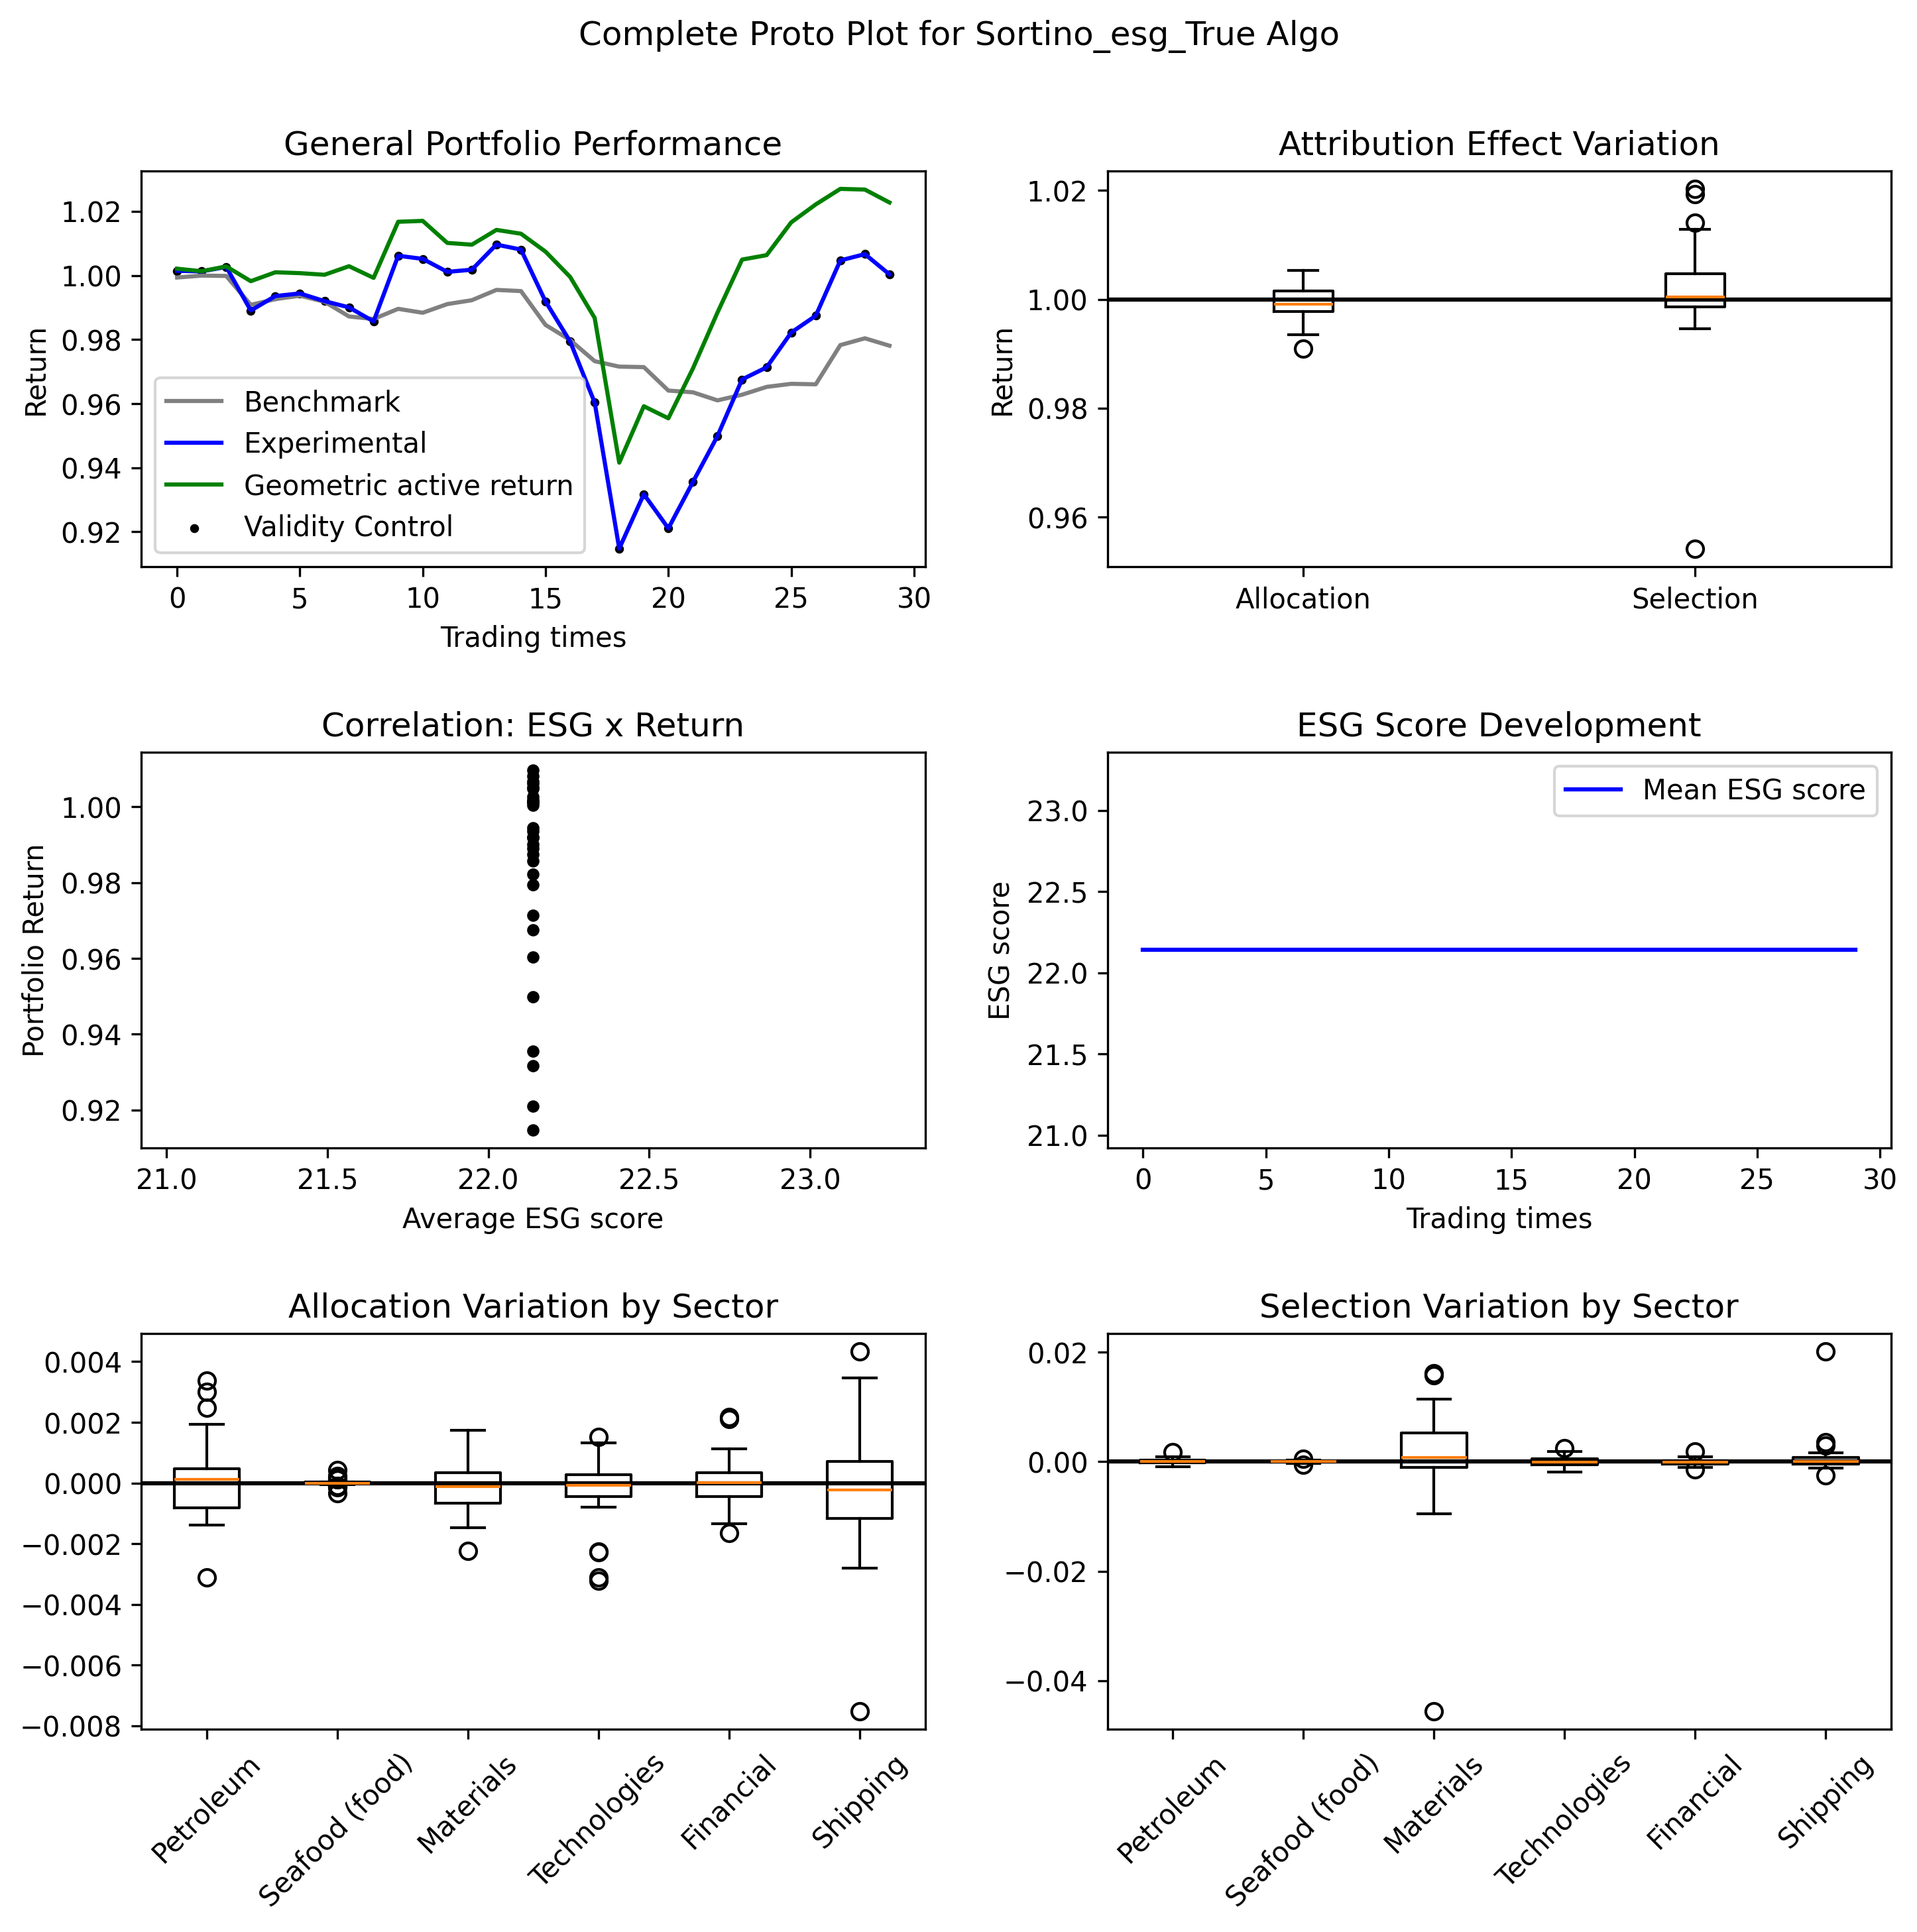 Complete Proto Plot for Sortino_esg_True Algo
General Portfolio Performance
Return
1.02
1.00
0.98
0.96
0.94
0.92
Benchmark
Experimental
Geometric active return
Validity Control
0 5 10 15 20 25 30
Trading times
Attribution Effect Variation
Return
1.02
1.00
0.98
0.96
Allocation Selection
Correlation: ESG x Return
Portfolio Return
1.00
0.98
0.96
0.94
0.92
21.0 21.5 22.0 22.5 23.0
Average ESG score
ESG Score Development
ESG score
23.0
22.5
22.0
21.5
21.0
Mean ESG score
0 5 10 15 20 25 30
Trading times
Allocation Variation by Sector
0.004
0.002
0.000
−0.002
−0.004
−0.006
−0.008
Petroleum
Seafood (food)
Materials
Technologies
Financial
Shipping
Selection Variation by Sector
0.02
0.00
−0.02
−0.04
Petroleum
Seafood (food)
Materials
Technologies
Financial
Shipping